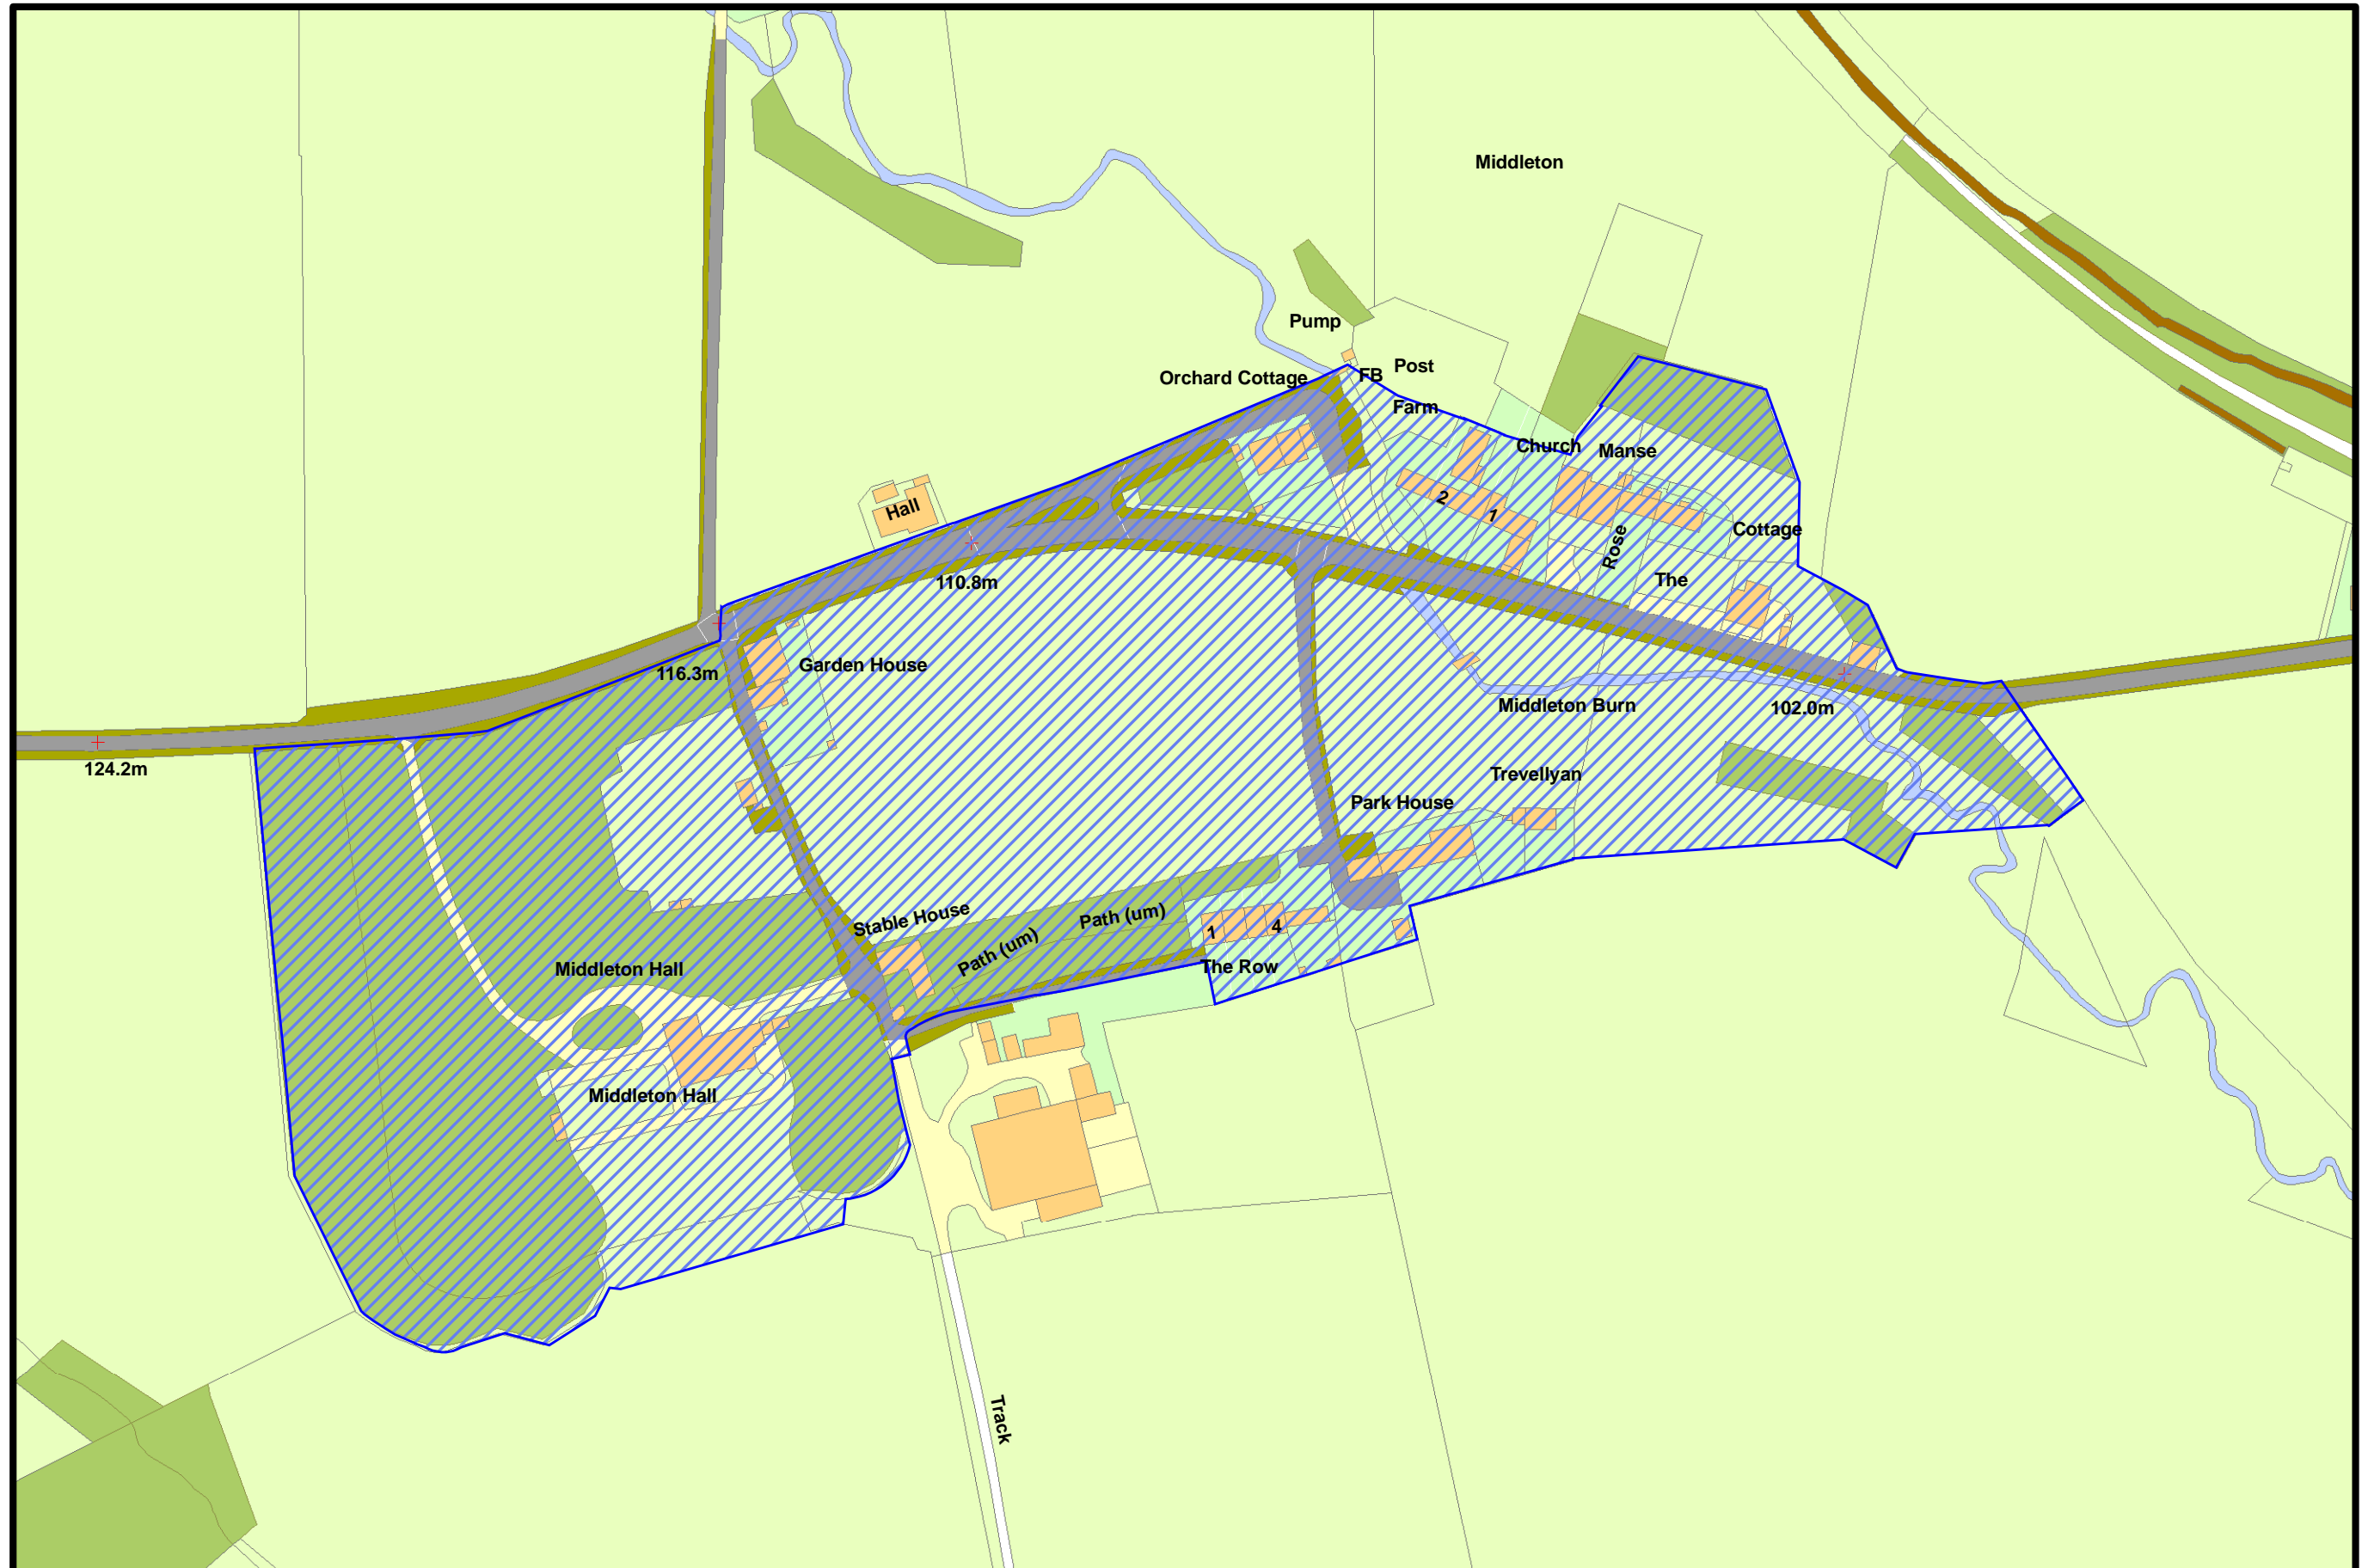 Middleton
Pump
Post
Orchard Cottage
FB
Farm
Church
Manse
2
1
Hall
Rose
Cottage
110.8m
The
Garden House
116.3m
Middleton Burn
102.0m
124.2m
Trevellyan
Park House
Stable House
Path (um)
Path (um)
1
4
The Row
Middleton Hall
Middleton Hall
Track